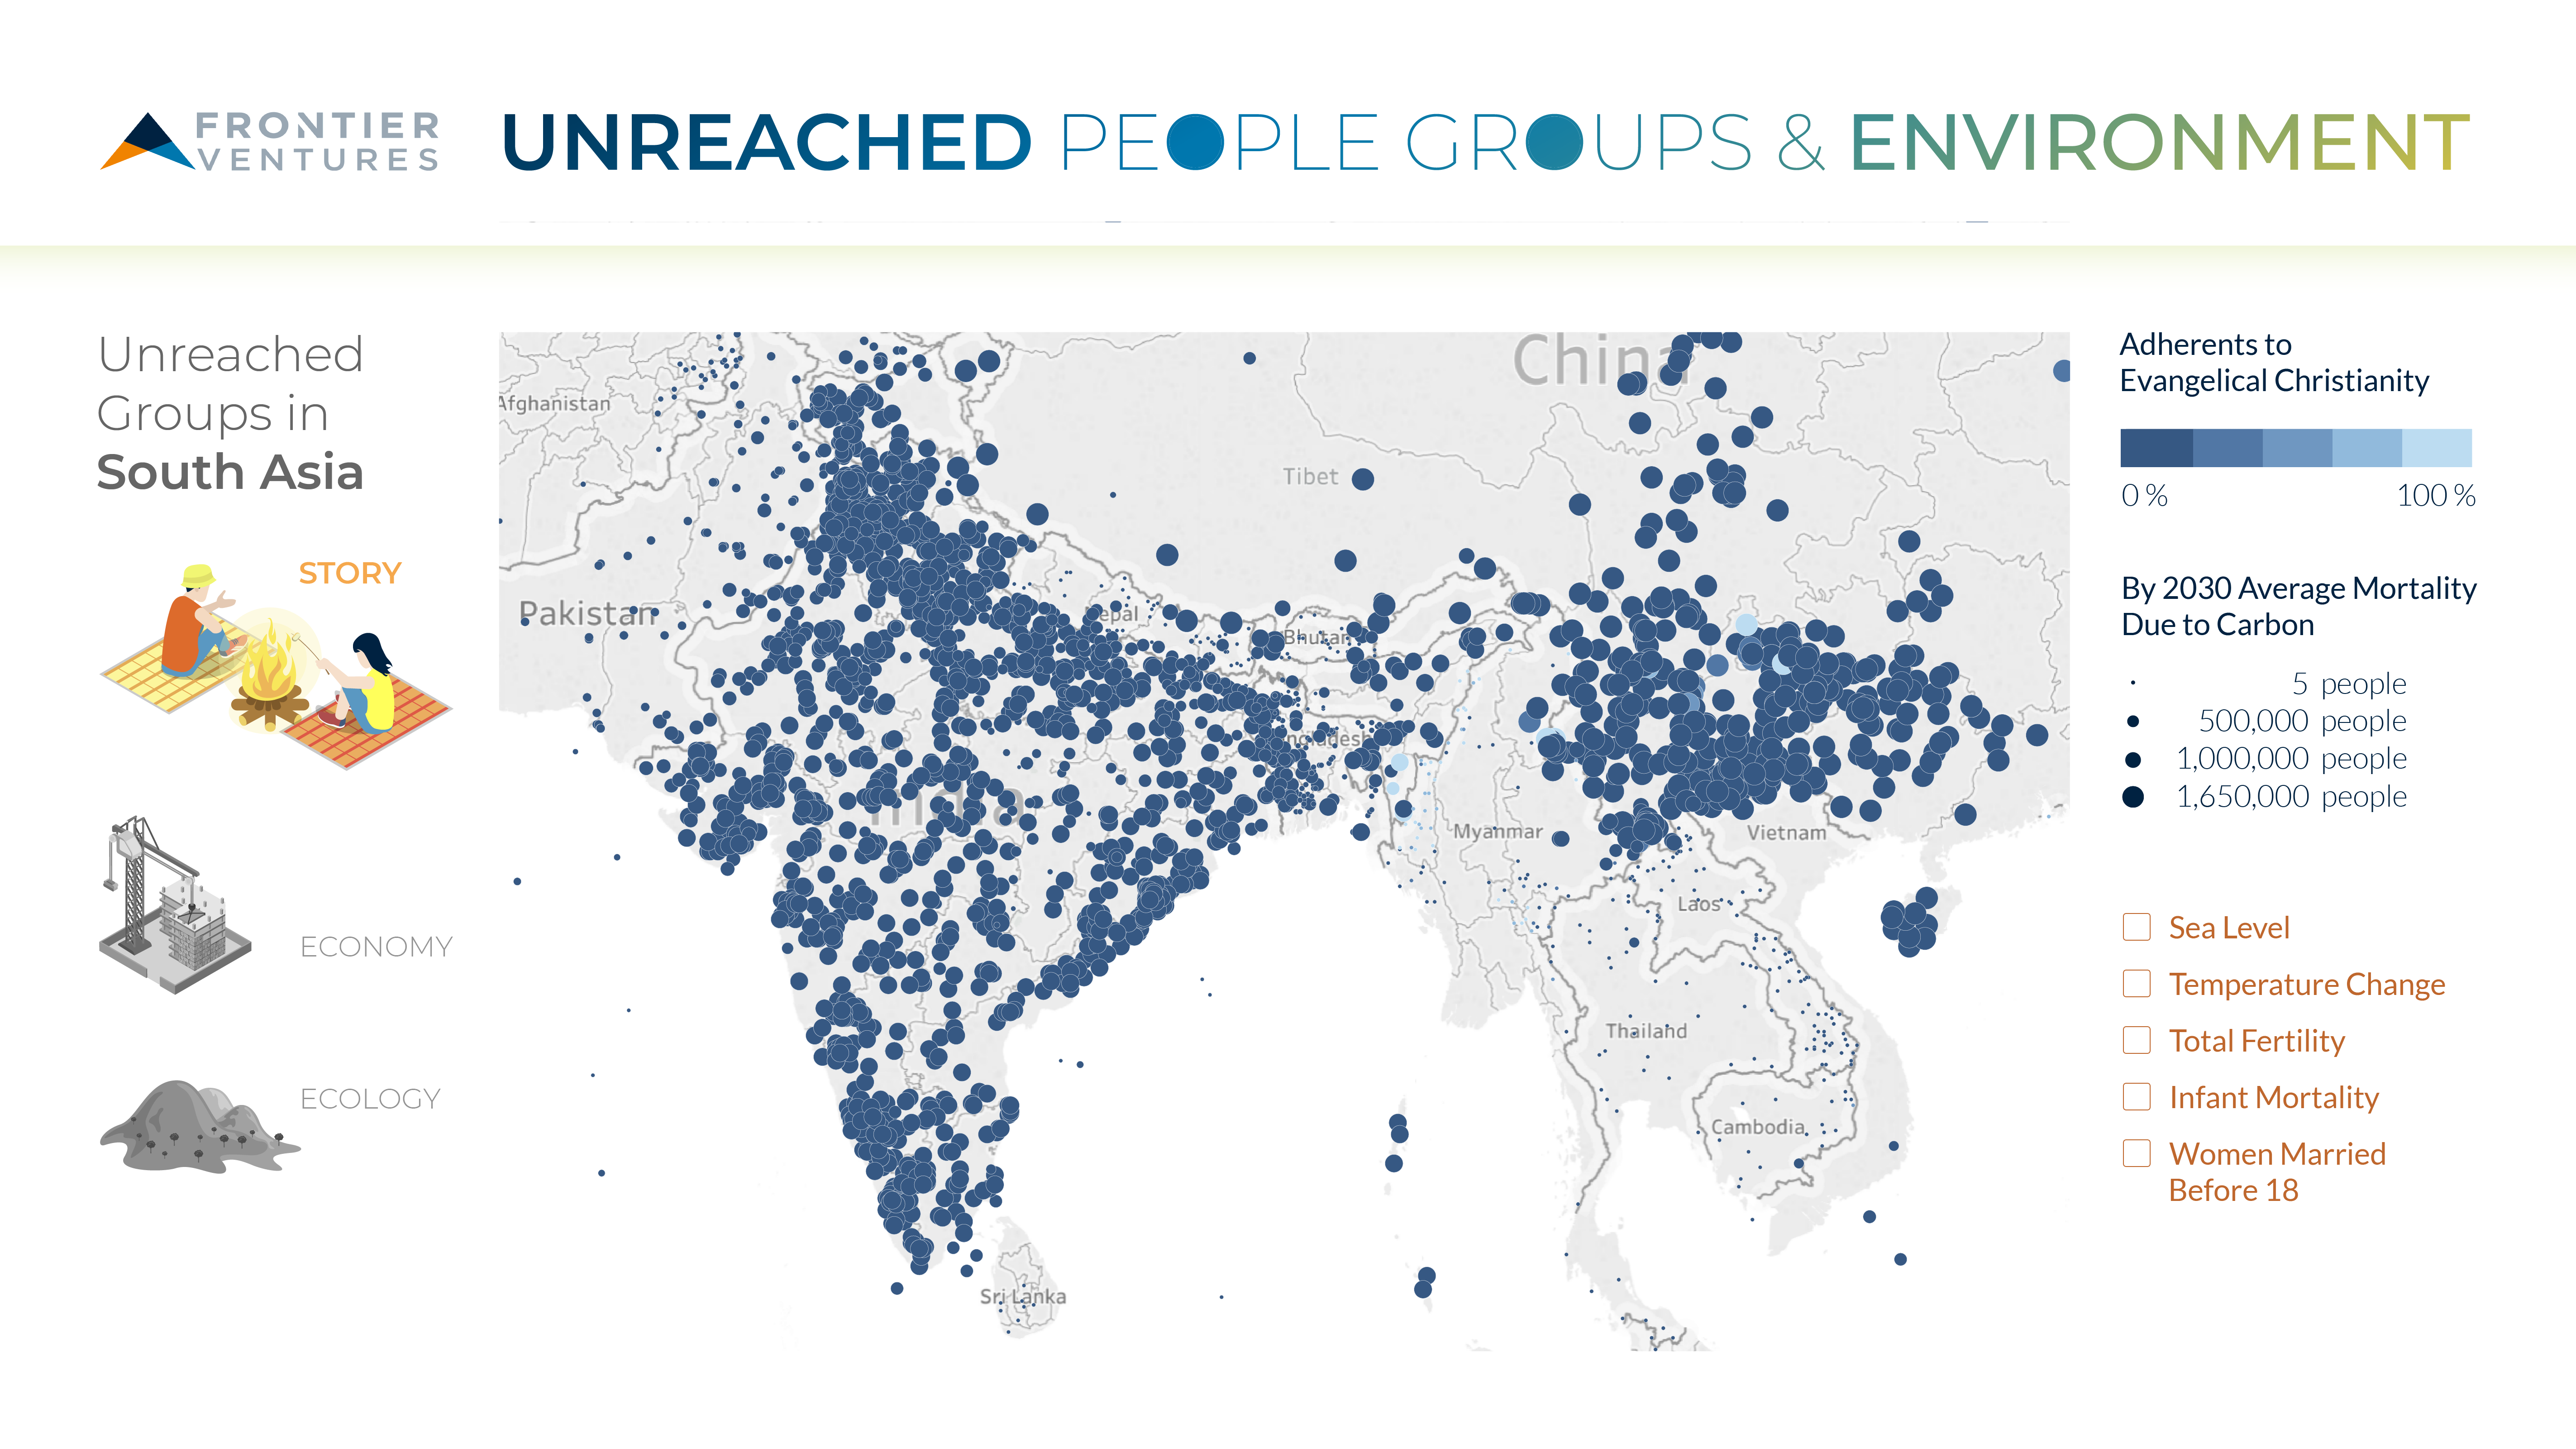 FRONTIER
VENTURES
UNREACHED PEOPLE GROUPS & ENVIRONMENT
Unreached
Groups in
South Asia
STORY
ECONOMY
ECOLOGY
China
Afghanistan
Tibet
Pakistan
Nepal
Bhutan
Bangladesh
India
Myanmar
Vietnam
Laos
Thailand
Cambodia
Sri Lanka
Adherents to
Evangelical Christianity
0 % 100 %
By 2030 Average Mortality
Due to Carbon
5 people
500,000 people
1,000,000 people
1,650,000 people
Sea Level
Temperature Change
Total Fertility
Infant Mortality
Women Married
Before 18